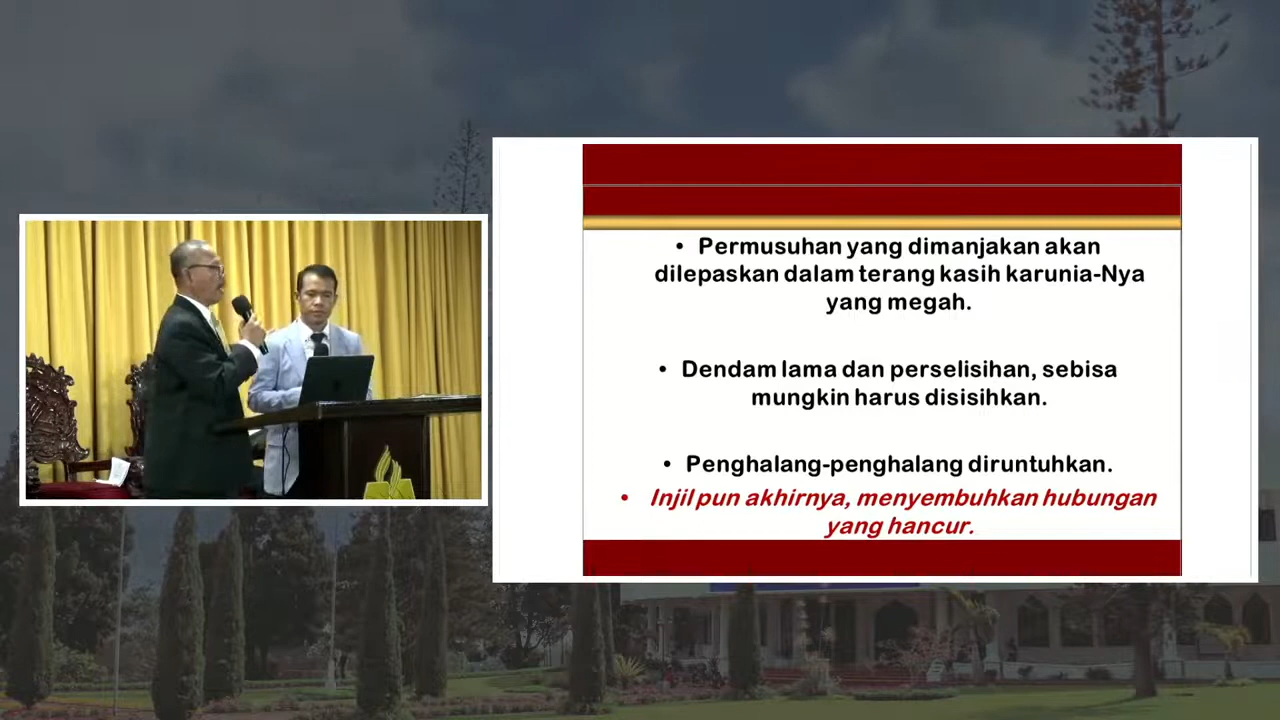 • Permusuhan yang dimanjakan akan
dilepaskan dalam terang kasih karunia-Nya
yang megah.
• Dendam lama dan perselisihan, sebisa
mungkin harus disisihkan.
• Penghalang-penghalang diruntuhkan.
• Injil pun akhirnya, menyembuhkan hubungan
yang hancur.